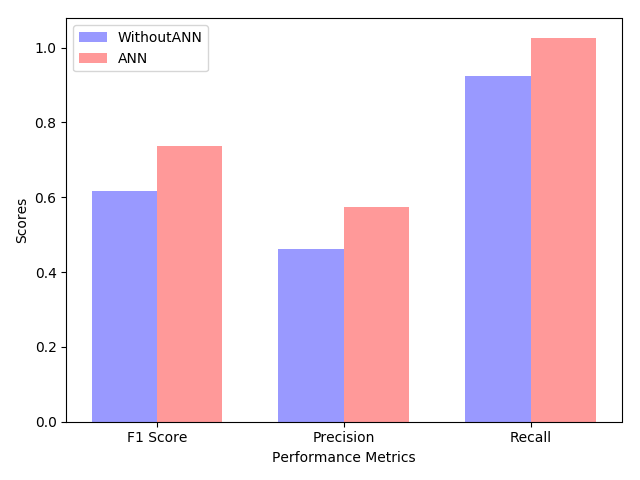 WithoutANN
ANN
1.0
0.8
0.6
0.4
0.2
0.0
Scores
F1 Score Precision Recall
Performance Metrics